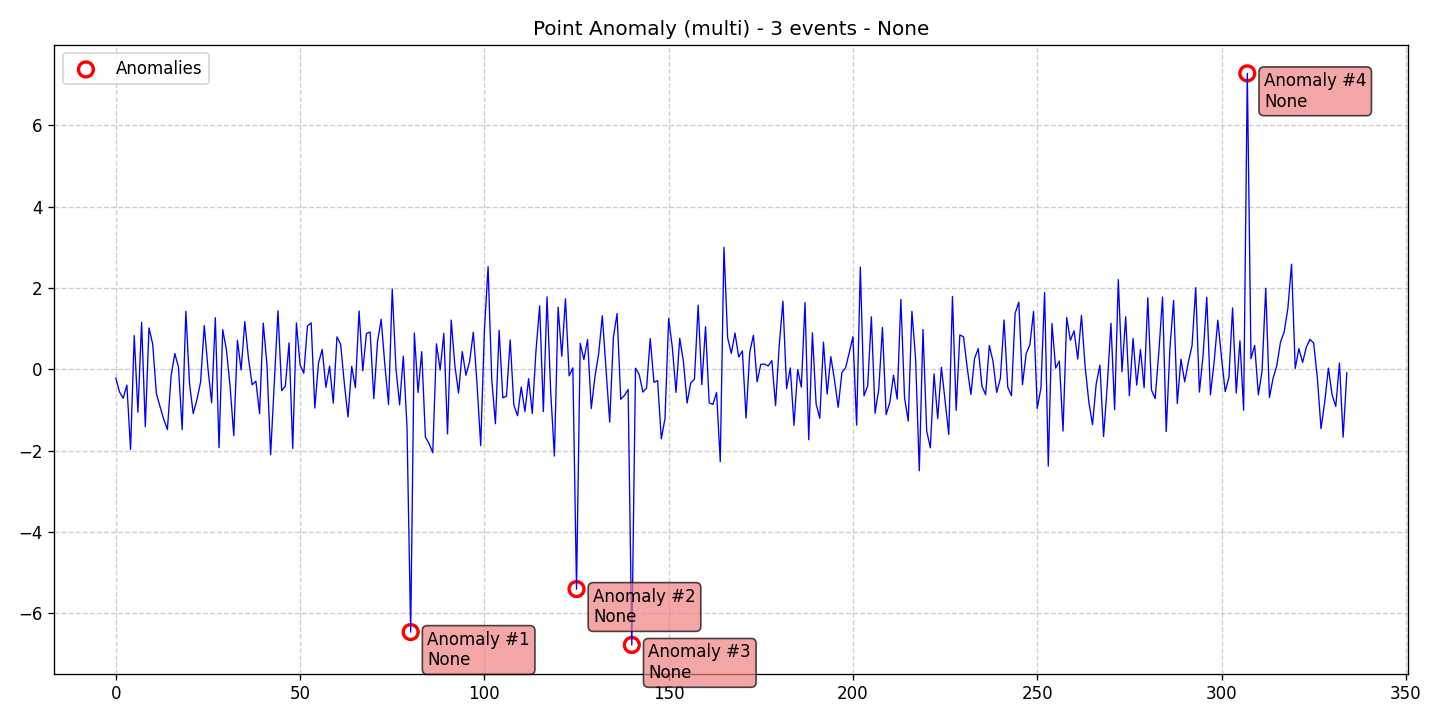 Point Anomaly (multi) - 3 events - None
Anomalies
Anomaly #4
None
6
4
2
0
−2
−4
−6
Anomaly #2
None
Anomaly #1
None
Anomaly #3
None
0
50
100
150
200
250
300
350